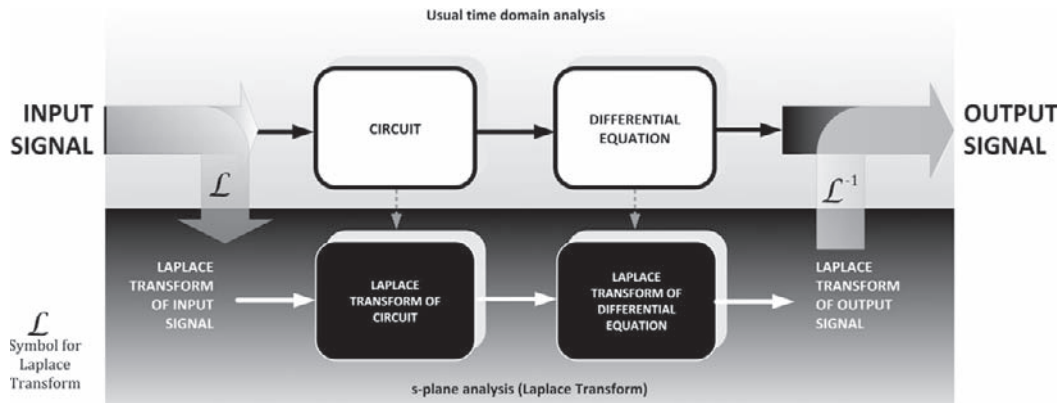 Usual time domain analysis
INPUT
SIGNAL
CIRCUIT
DIFFERENTIAL
EQUATION
OUTPUT
SIGNAL
ℒ
ℒ⁻¹
LAPLACE
TRANSFORM
OF INPUT
SIGNAL
LAPLACE
TRANSFORM OF
CIRCUIT
LAPLACE
TRANSFORM OF
DIFFERENTIAL
EQUATION
LAPLACE
TRANSFORM
OF OUTPUT
SIGNAL
ℒ
Symbol for
Laplace
Transform
s-plane analysis (Laplace Transform)